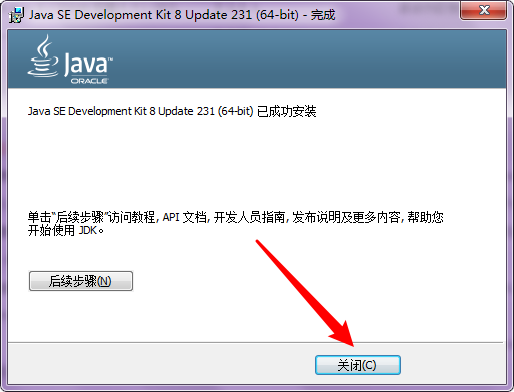 Java SE Development Kit 8 Update 231 (64-bit) - 完成
Java™
ORACLE
Java SE Development Kit 8 Update 231 (64-bit) 已成功安装
单击“后续步骤”访问教程, API 文档, 开发人员指南, 发布说明及更多内容, 帮助您
开始使用 JDK。
后续步骤(N)
关闭(C)